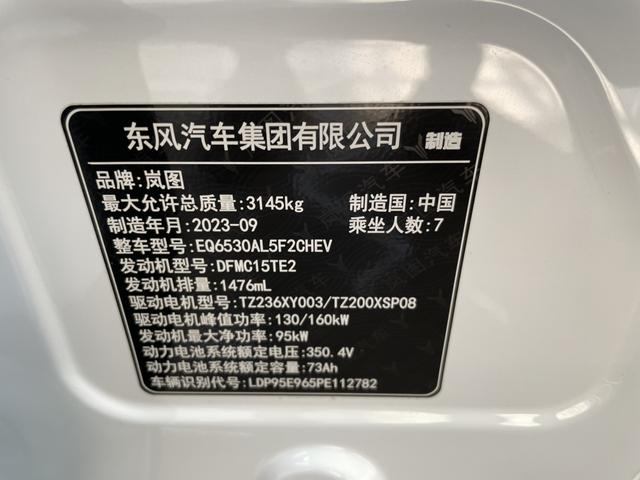 东风汽车集团有限公司 制造
品牌:岚图
最大允许总质量:3145kg 制造国:中国
制造年月:2023-09 乘坐人数:7
整车型号:EQ6530AL5F2CHEV
发动机型号:DFMC15TE2
发动机排量:1476mL
驱动电机型号:TZ236XY003/TZ200XSP08
驱动电机峰值功率:130/160kW
发动机最大净功率:95kW
动力电池系统额定电压:350.4V
动力电池系统额定容量:73Ah
车辆识别代号:LDP95E965PE112782